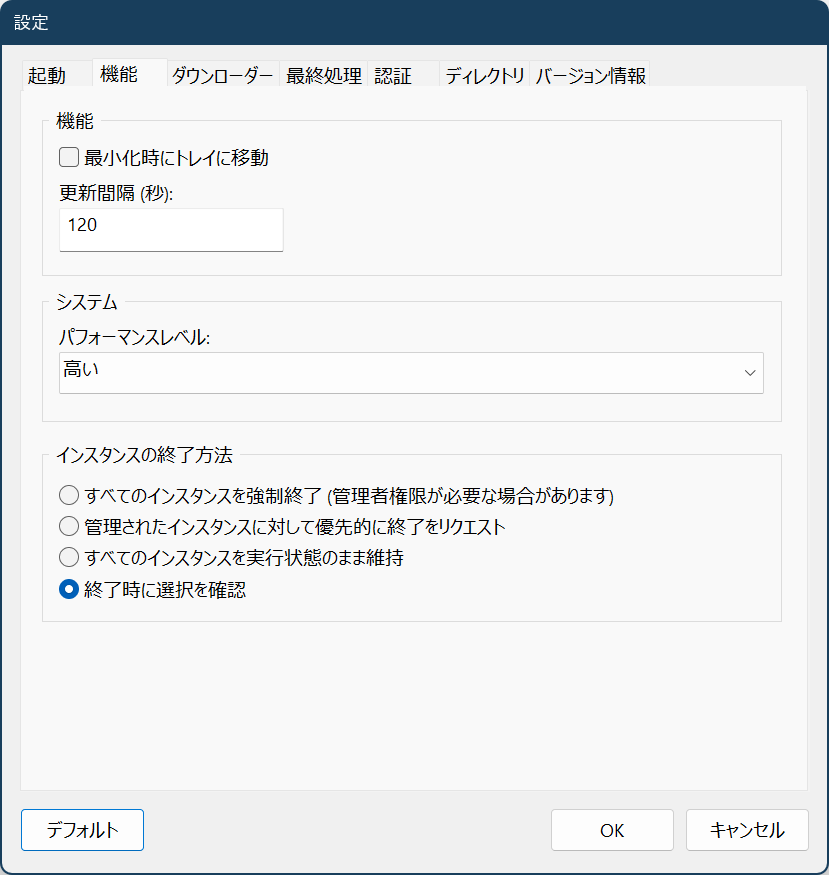 設定
起動 機能 ダウンローダー 最終処理 認証 ディレクトリ バージョン情報
機能
最小化時にトレイに移動
更新間隔 (秒):
120
システム
パフォーマンスレベル:
高い
インスタンスの終了方法
すべてのインスタンスを強制終了 (管理者権限が必要な場合があります)
管理されたインスタンスに対して優先的に終了をリクエスト
すべてのインスタンスを実行状態のまま維持
終了時に選択を確認
デフォルト OK キャンセル